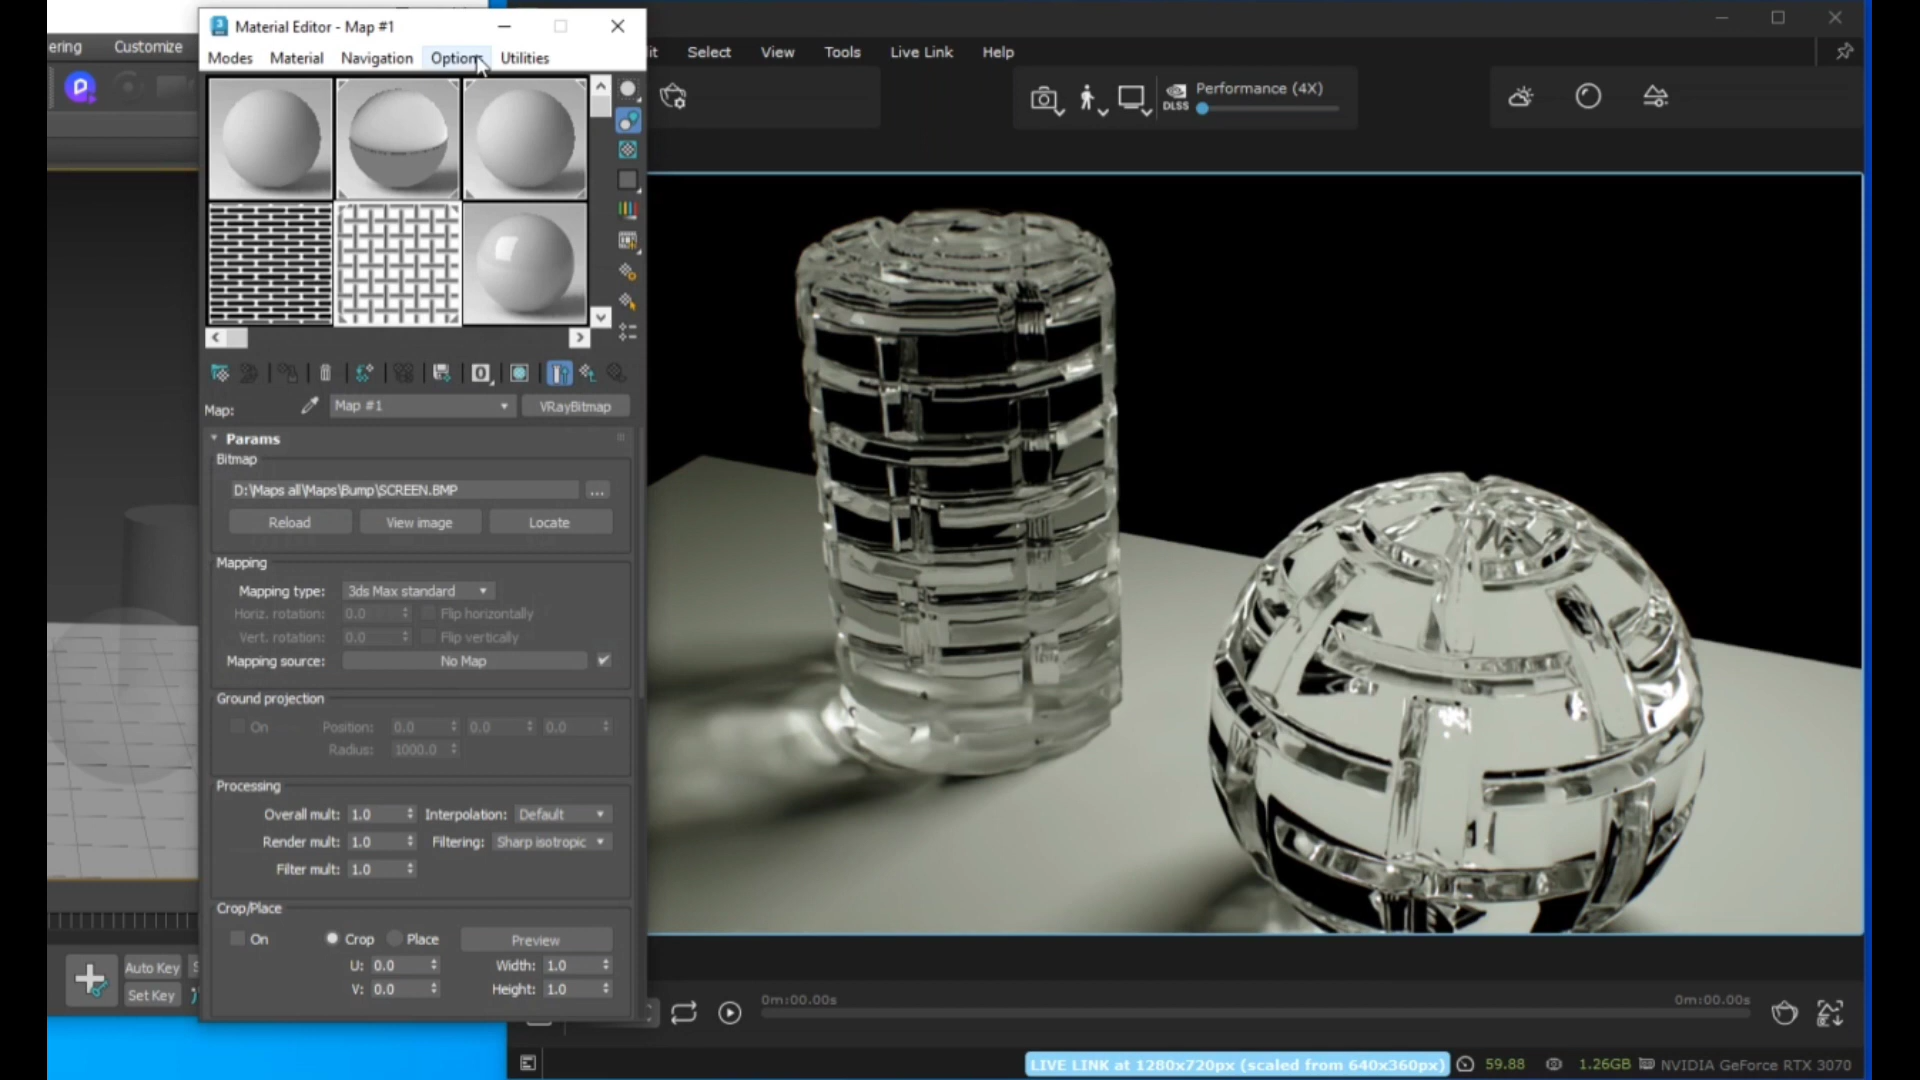 Material Editor - Map #1
Modes Material Navigation Options Utilities
ering Customize
Select View Tools Live Link Help
DLSS Performance (4X)
Map: Map #1 VRayBitmap
Params
Bitmap
D:\Maps all\Maps\Bump\SCREEN.BMP ...
Reload View image Locate
Mapping
Mapping type: 3ds Max standard
Horiz. rotation: 0.0 Flip horizontally
Vert. rotation: 0.0 Flip vertically
Mapping source: No Map
Ground projection
On Position: 0.0 0.0 0.0
Radius: 1000.0
Processing
Overall mult: 1.0 Interpolation: Default
Render mult: 1.0 Filtering: Sharp isotropic
Filter mult: 1.0
Crop/Place
On Crop Place Preview
U: 0.0 Width: 1.0
V: 0.0 Height: 1.0
Auto Key
Set Key
0m:00.00s 0m:00.00s
LIVE LINK at 1280x720px (scaled from 640x360px) 59.88 1.26GB NVIDIA GeForce RTX 3070